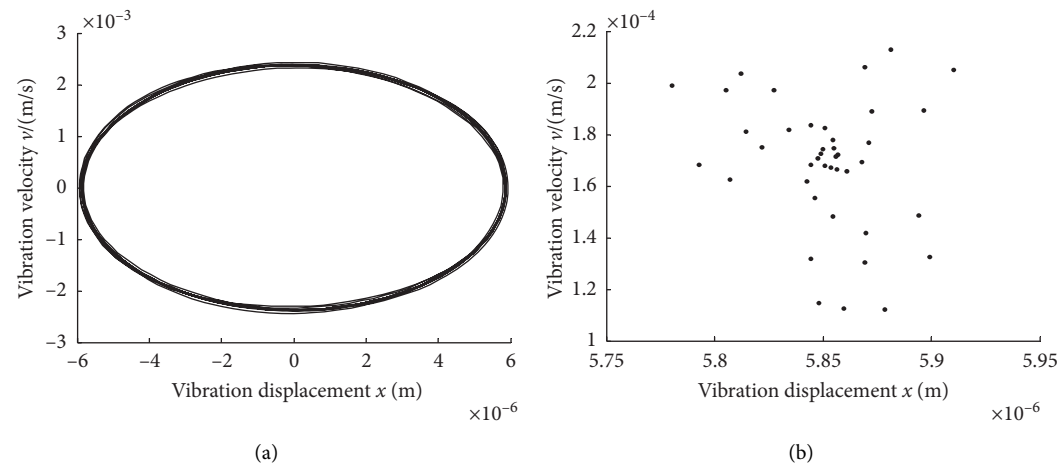 ×10⁻³
3
2
1
0
−1
−2
−3
Vibration velocity v/(m/s)
−6 −4 −2 0 2 4 6
Vibration displacement x (m)
×10⁻⁶
(a)
×10⁻⁴
2.2
2
1.8
1.6
1.4
1.2
1
Vibration velocity v/(m/s)
5.75 5.8 5.85 5.9 5.95
Vibration displacement x (m)
×10⁻⁶
(b)